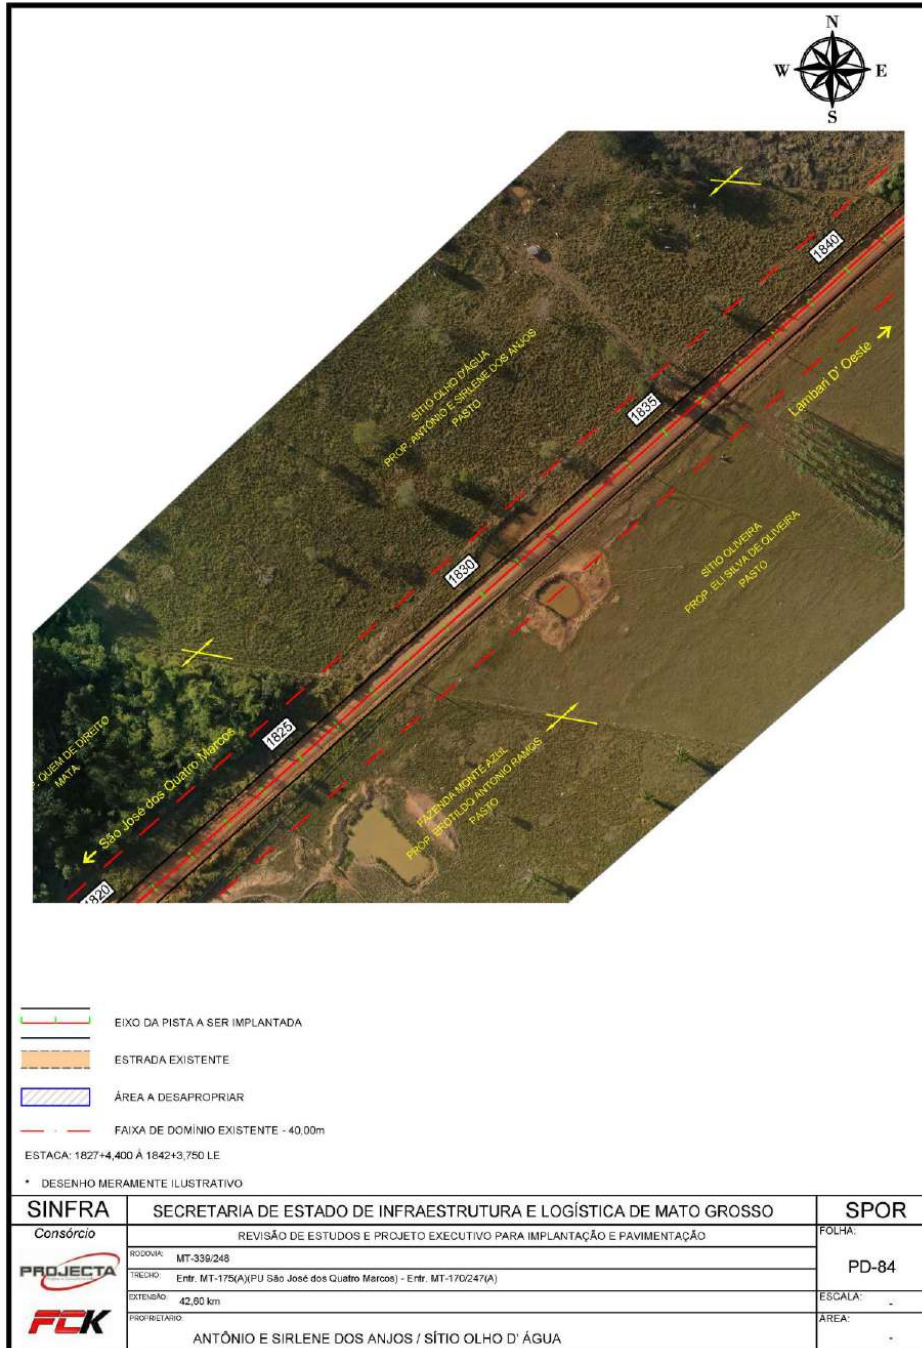 N
W E
S
1840
Lambari D' Oeste
SÍTIO OLHO D'ÁGUA
PROP. ANTÔNIO E SIRLENE DOS ANJOS
PASTO
1835
SÍTIO OLIVEIRA
PROP. ELI SILVA DE OLIVEIRA
PASTO
1830
1825
QUEM DE DIREITO
MATA
São José dos Quatro Marcos
FAZENDA MONTE AZUL
PROP. EROTILDO ANTONIO RAMOS
PASTO
1820
EIXO DA PISTA A SER IMPLANTADA
ESTRADA EXISTENTE
ÁREA A DESAPROPRIAR
FAIXA DE DOMÍNIO EXISTENTE - 40,00m
ESTACA: 1827+4,400 À 1842+3,750 LE
* DESENHO MERAMENTE ILUSTRATIVO
SINFRA
SECRETARIA DE ESTADO DE INFRAESTRUTURA E LOGÍSTICA DE MATO GROSSO
SPOR
Consórcio
REVISÃO DE ESTUDOS E PROJETO EXECUTIVO PARA IMPLANTAÇÃO E PAVIMENTAÇÃO
FOLHA:
PROJECTA
RODOVIA: MT-339/248
PD-84
TRECHO: Entr. MT-175(A)(PU São José dos Quatro Marcos) - Entr. MT-170/247(A)
EXTENSÃO: 42,60 km
ESCALA: -
FCK
PROPRIETÁRIO:
ÁREA:
ANTÔNIO E SIRLENE DOS ANJOS / SÍTIO OLHO D' ÁGUA
-